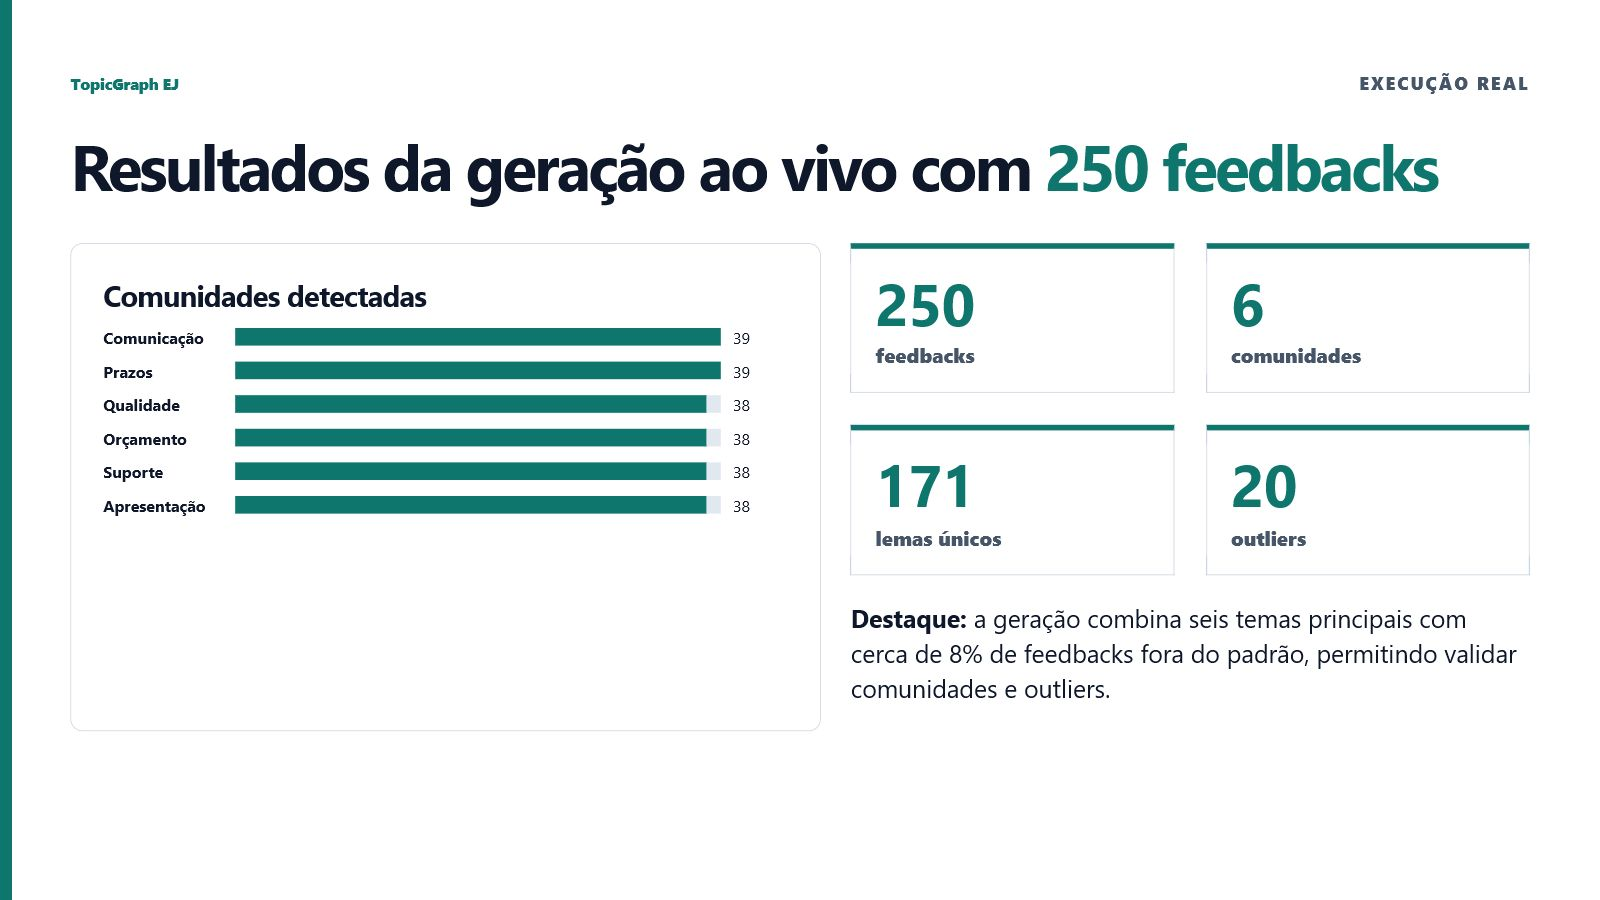 TopicGraph EJ
EXECUÇÃO REAL
Resultados da geração ao vivo com 250 feedbacks
Comunidades detectadas
Comunicação 39
Prazos 39
Qualidade 38
Orçamento 38
Suporte 38
Apresentação 38
250
feedbacks
6
comunidades
171
lemas únicos
20
outliers
Destaque: a geração combina seis temas principais com
cerca de 8% de feedbacks fora do padrão, permitindo validar
comunidades e outliers.